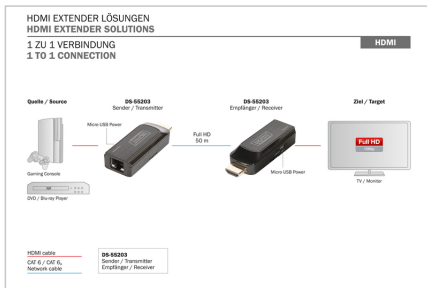 HDMI EXTENDER LÖSUNGEN
HDMI EXTENDER SOLUTIONS
1 ZU 1 VERBINDUNG
1 TO 1 CONNECTION
HDMI
Quelle / Source
DS-55203
Sender / Transmitter
DS-55203
Empfänger / Receiver
Ziel / Target
Micro USB Power
Full HD
50 m
Full HD
1080p
Micro USB Power
Gaming Console
TV / Monitor
DVD / Blu-ray Player
HDMI cable
CAT 6 / CAT 6A
Network cable
DS-55203
Sender / Transmitter
Empfänger / Receiver